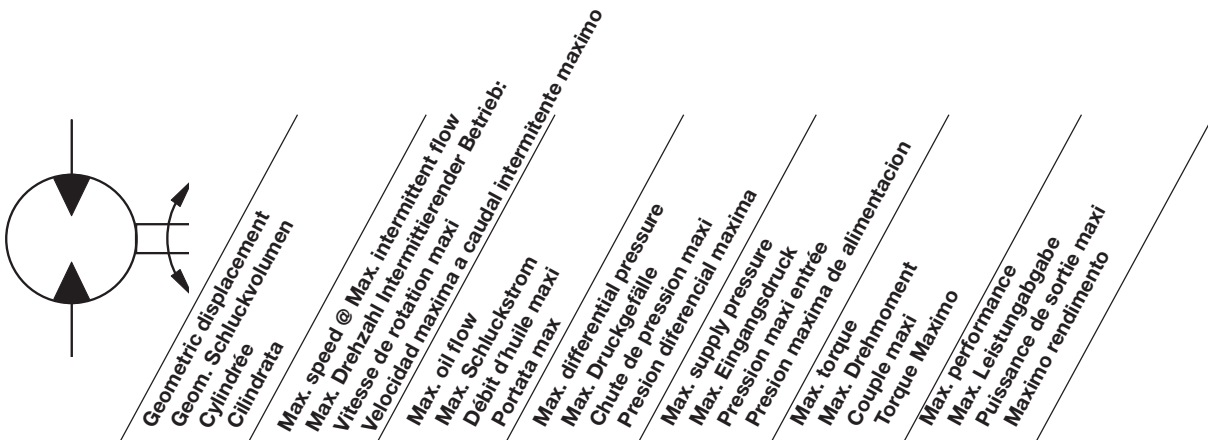 Geometric displacement
Geom. Schluckvolumen
Cylindrée
Cilindrata
Max. speed @ Max. intermittent flow
Max. Drehzahl Intermittierender Betrieb:
Vitesse de rotation maxi
Velocidad maxima a caudal intermitente maximo
Max. oil flow
Max. Schluckstrom
Débit d'huile maxi
Portata max
Max. differential pressure
Max. Druckgefälle
Chute de pression maxi
Presion diferencial maxima
Max. supply pressure
Max. Eingangsdruck
Pression maxi entrée
Presion maxima de alimentacion
Max. torque
Max. Drehmoment
Couple maxi
Torque Maximo
Max. performance
Max. Leistungabgabe
Puissance de sortie maxi
Maximo rendimento